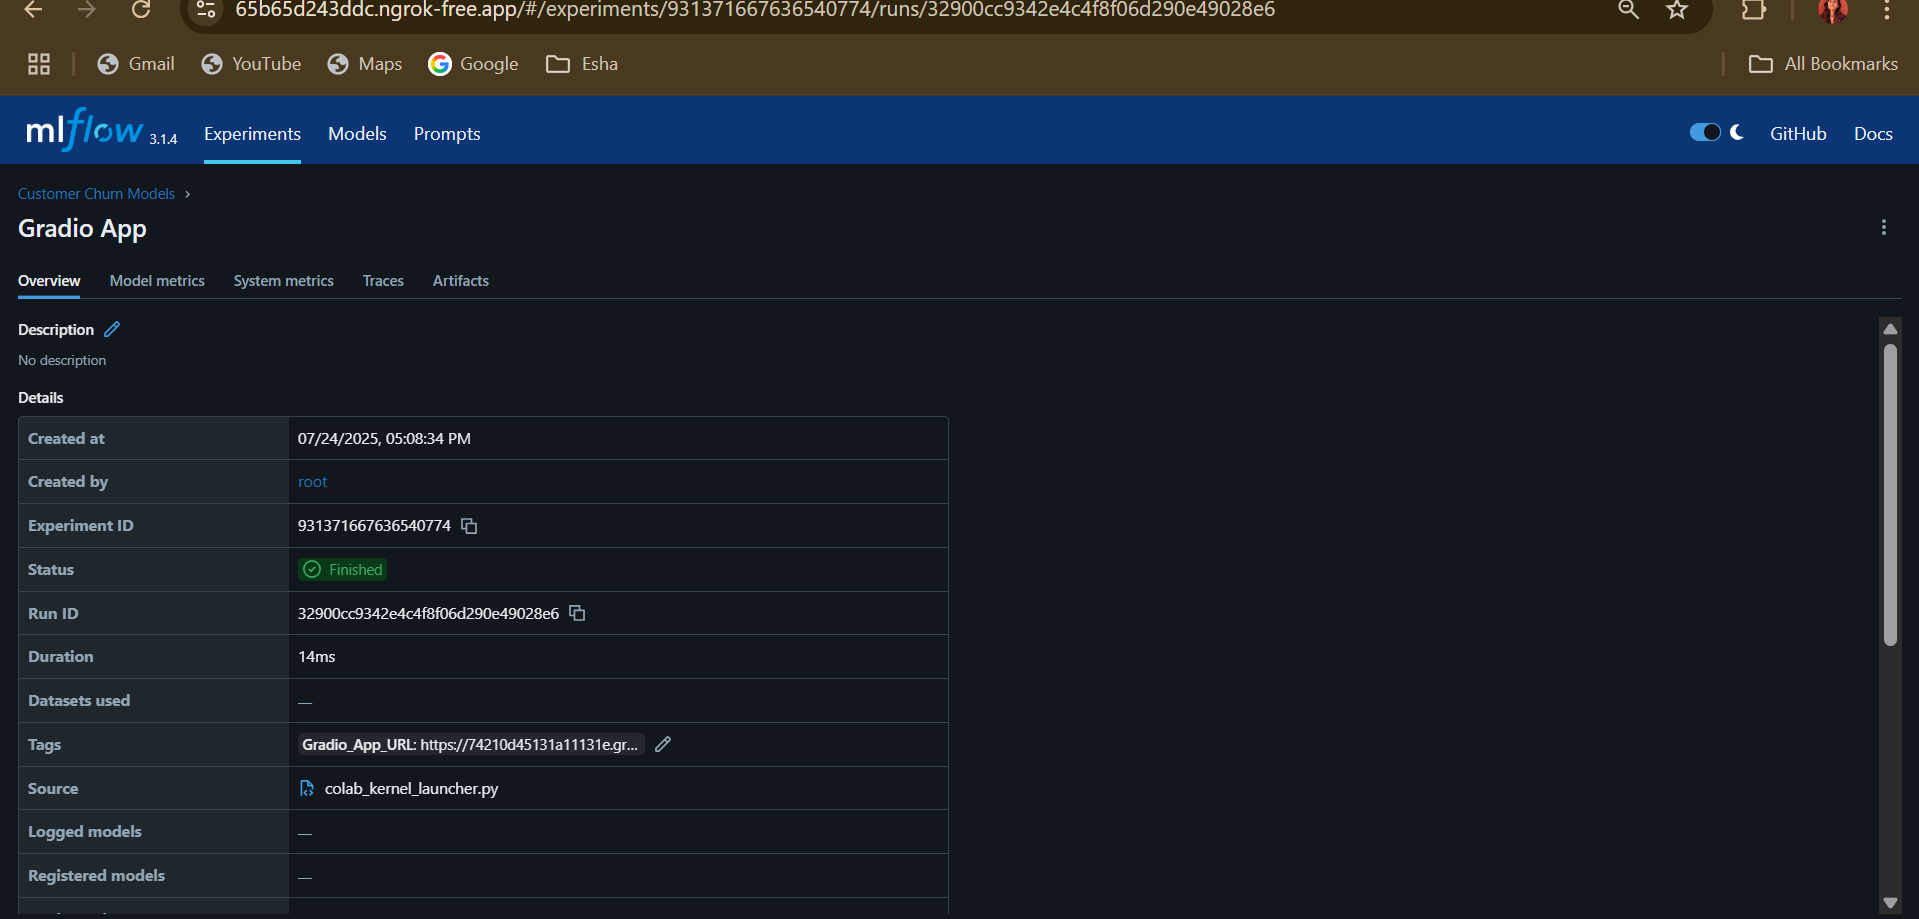 65b65d243ddc.ngrok-free.app/#/experiments/931371667636540774/runs/32900cc9342e4c4f8f06d290e49028e6
Gmail YouTube Maps Google Esha All Bookmarks
mlflow 3.1.4 Experiments Models Prompts GitHub Docs
Customer Churn Models ›
Gradio App
Overview Model metrics System metrics Traces Artifacts
Description
No description
Details
Created at 07/24/2025, 05:08:34 PM
Created by root
Experiment ID 931371667636540774
Status Finished
Run ID 32900cc9342e4c4f8f06d290e49028e6
Duration 14ms
Datasets used —
Tags Gradio_App_URL: https://74210d45131a11131e.gr...
Source colab_kernel_launcher.py
Logged models —
Registered models —